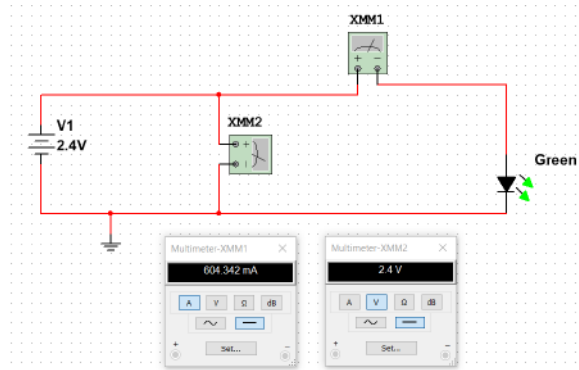 XMM1
+ -
V1
2.4V
XMM2
+
Green
Multimeter-XMM1 ×
604.342 mA
A V Ω dB
~ —
+ Set... -
Multimeter-XMM2 ×
2.4 V
A V Ω dB
~ —
+ Set... -